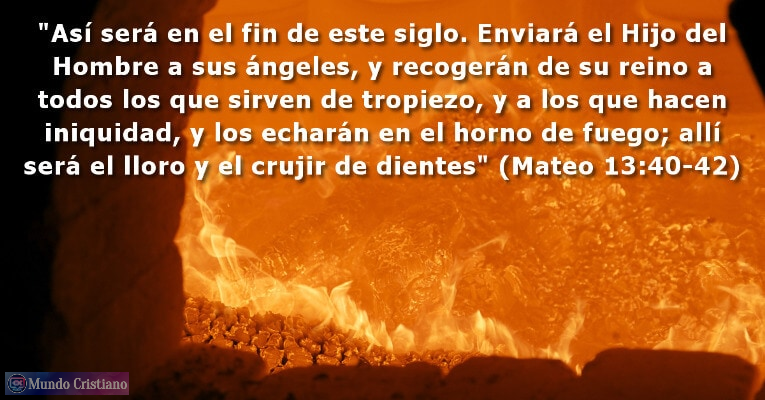 "Así será en el fin de este siglo. Enviará el Hijo del
Hombre a sus ángeles, y recogerán de su reino a
todos los que sirven de tropiezo, y a los que hacen
iniquidad, y los echarán en el horno de fuego; allí
será el lloro y el crujir de dientes" (Mateo 13:40-42)
Mundo Cristiano